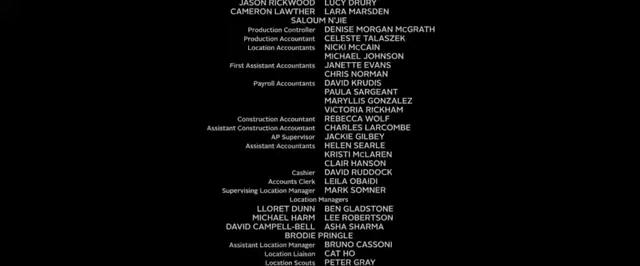 JASON RICKWOOD LUCY DRURY
CAMERON LAWTHER LARA MARSDEN
SALOUM N'JIE
Production Controller DENISE MORGAN McGRATH
Production Accountant CELESTE TALASZEK
Location Accountants NICKI McCAIN
MICHAEL JOHNSON
First Assistant Accountants JANETTE EVANS
CHRIS NORMAN
Payroll Accountants DAVID KRUDIS
PAULA SARGEANT
MARYLLIS GONZALEZ
VICTORIA RICKHAM
Construction Accountant REBECCA WOLF
Assistant Construction Accountant CHARLES LARCOMBE
AP Supervisor JACKIE GILBEY
Assistant Accountants HELEN SEARLE
KRISTI McLAREN
CLAIR HANSON
Cashier DAVID RUDDOCK
Accounts Clerk LEILA OBAIDI
Supervising Location Manager MARK SOMNER
Location Managers
LLORET DUNN BEN GLADSTONE
MICHAEL HARM LEE ROBERTSON
DAVID CAMPELL-BELL ASHA SHARMA
BRODIE PRINGLE
Assistant Location Manager BRUNO CASSONI
Location Liaison CAT HO
Location Scouts PETER GRAY